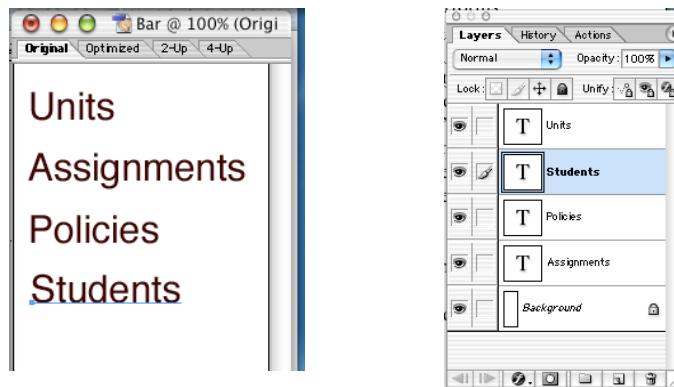 Bar @ 100% (Origi
Original Optimized 2-Up 4-Up
Units
Assignments
Policies
Students
Layers History Actions
Normal Opacity: 100%
Lock: Unify:
T Units
T Students
T Policies
T Assignments
Background